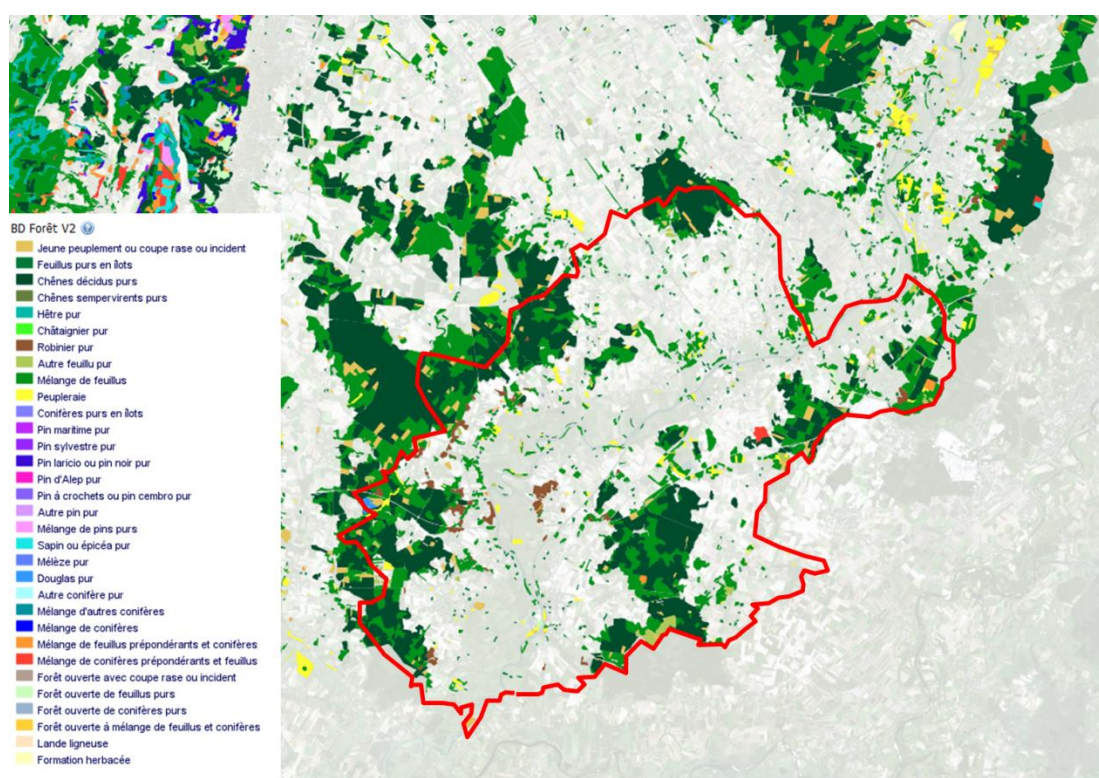 BD Forêt V2
Jeune peuplement ou coupe rase ou incident
Feuillus purs en îlots
Chênes décidus purs
Chênes sempervirents purs
Hêtre pur
Châtaignier pur
Robinier pur
Autre feuillu pur
Mélange de feuillus
Peupleraie
Conifères purs en îlots
Pin maritime pur
Pin sylvestre pur
Pin laricio ou pin noir pur
Pin d'Alep pur
Pin à crochets ou pin cembro pur
Autre pin pur
Mélange de pins purs
Sapin ou épicéa pur
Mélèze pur
Douglas pur
Autre conifère pur
Mélange d'autres conifères
Mélange de conifères
Mélange de feuillus prépondérants et conifères
Mélange de conifères prépondérants et feuillus
Forêt ouverte avec coupe rase ou incident
Forêt ouverte de feuillus purs
Forêt ouverte de conifères purs
Forêt ouverte à mélange de feuillus et conifères
Lande ligneuse
Formation herbacée